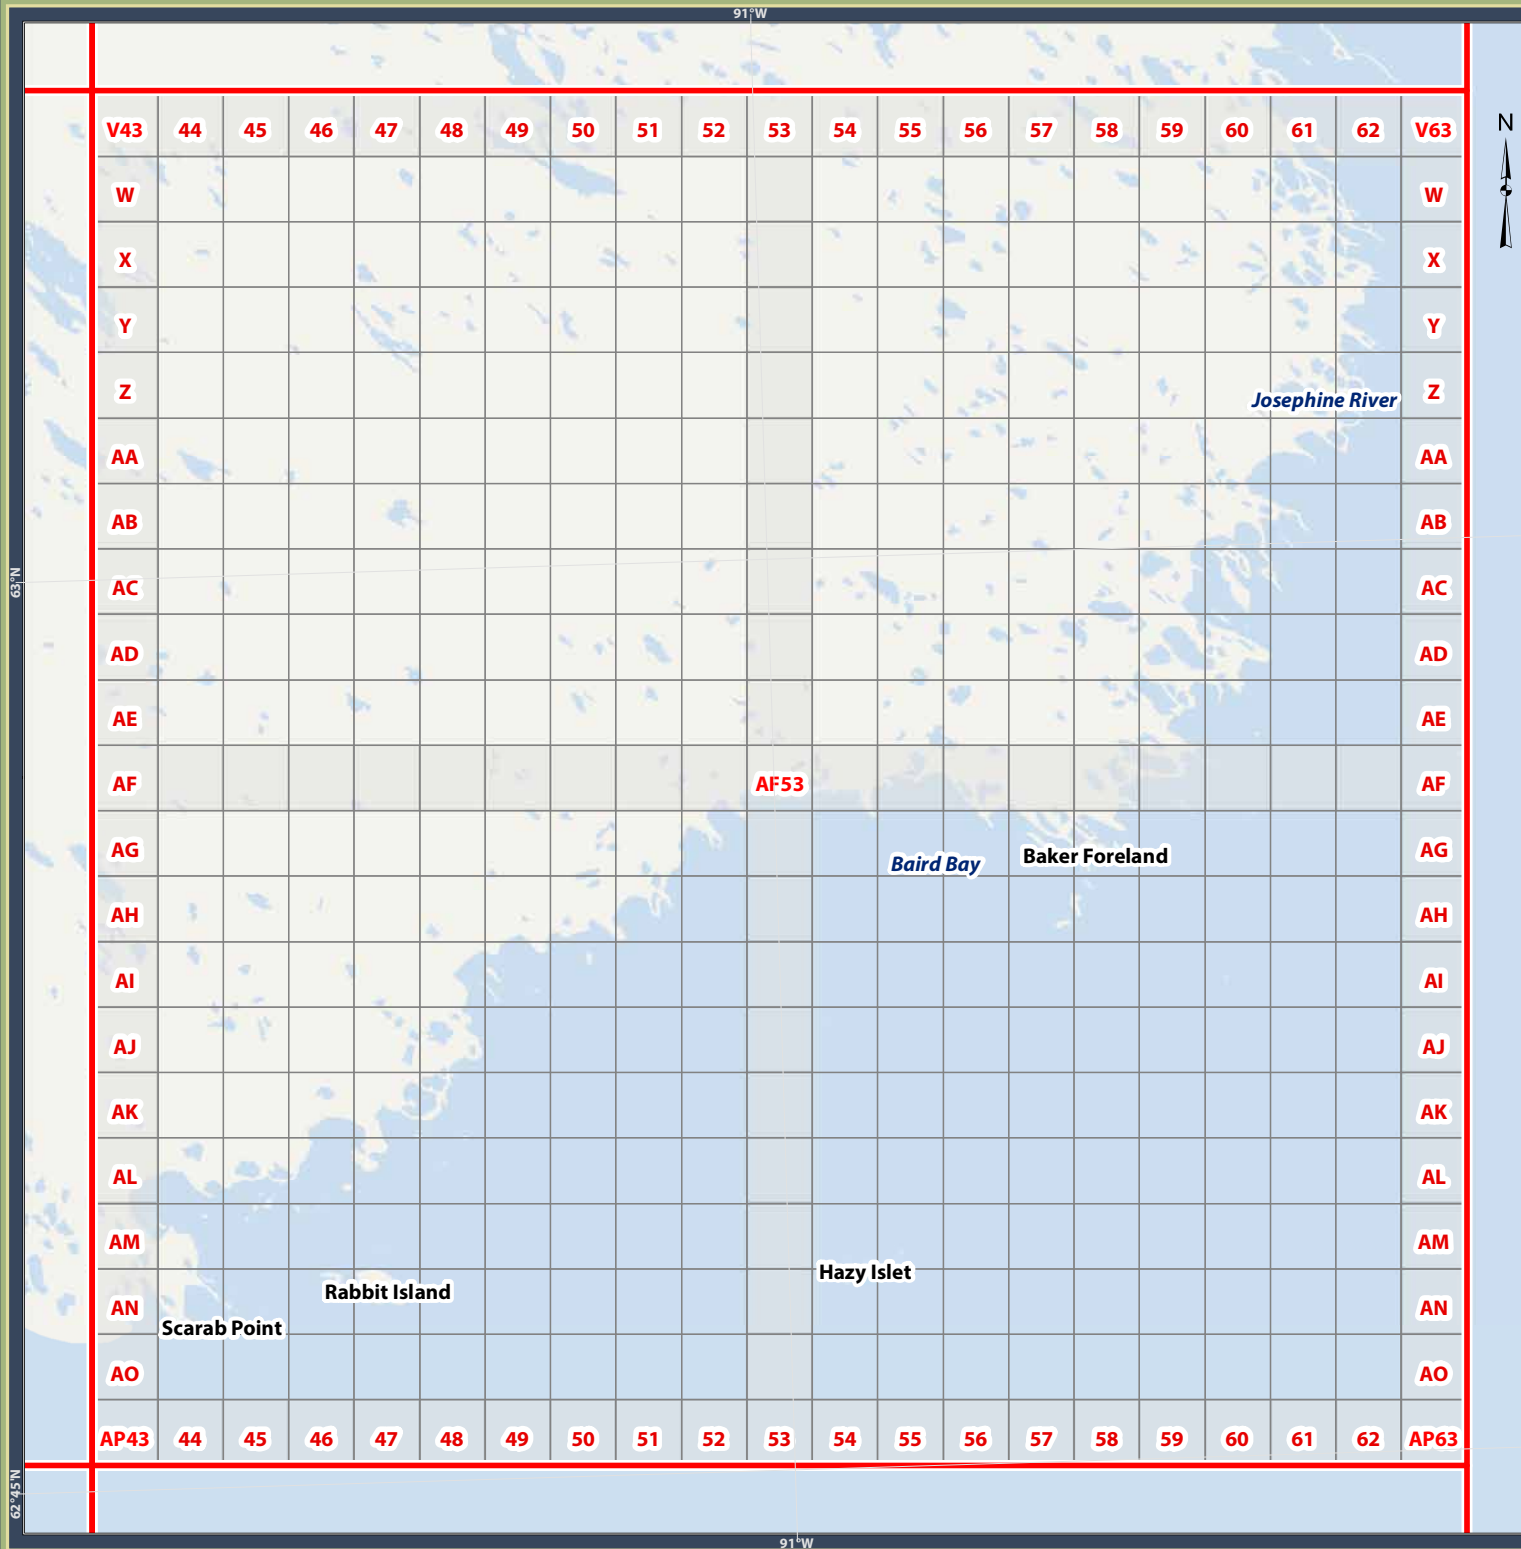 91°W
V43 44 45 46 47 48 49 50 51 52 53 54 55 56 57 58 59 60 61 62 V63
N
W W
X X
Y Y
Z Josephine River Z
AA AA
AB AB
63°N
AC AC
AD AD
AE AE
AF AF53 AF
AG Baird Bay Baker Foreland AG
AH AH
AI AI
AJ AJ
AK AK
AL AL
AM AM
Hazy Islet
Rabbit Island
AN AN
Scarab Point
AO AO
AP43 44 45 46 47 48 49 50 51 52 53 54 55 56 57 58 59 60 61 62 AP63
62°45'N
91°W